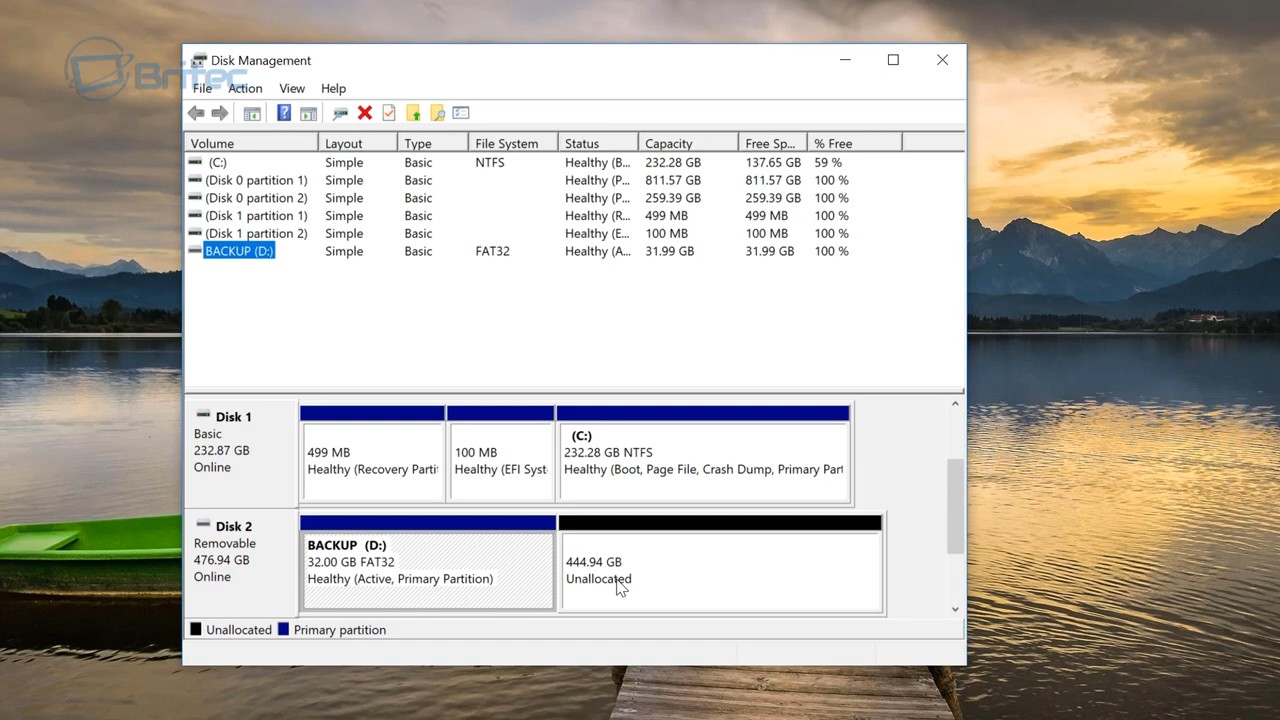 Britec
Disk Management
File Action View Help
Volume Layout Type File System Status Capacity Free Sp... % Free
(C:) Simple Basic NTFS Healthy (B... 232.28 GB 137.65 GB 59 %
(Disk 0 partition 1) Simple Basic Healthy (P... 811.57 GB 811.57 GB 100 %
(Disk 0 partition 2) Simple Basic Healthy (P... 259.39 GB 259.39 GB 100 %
(Disk 1 partition 1) Simple Basic Healthy (R... 499 MB 499 MB 100 %
(Disk 1 partition 2) Simple Basic Healthy (E... 100 MB 100 MB 100 %
BACKUP (D:) Simple Basic FAT32 Healthy (A... 31.99 GB 31.99 GB 100 %
Disk 1
Basic
232.87 GB
Online
499 MB
Healthy (Recovery Parti
100 MB
Healthy (EFI Syst
(C:)
232.28 GB NTFS
Healthy (Boot, Page File, Crash Dump, Primary Par
Disk 2
Removable
476.94 GB
Online
BACKUP (D:)
32.00 GB FAT32
Healthy (Active, Primary Partition)
444.94 GB
Unallocated
Unallocated Primary partition